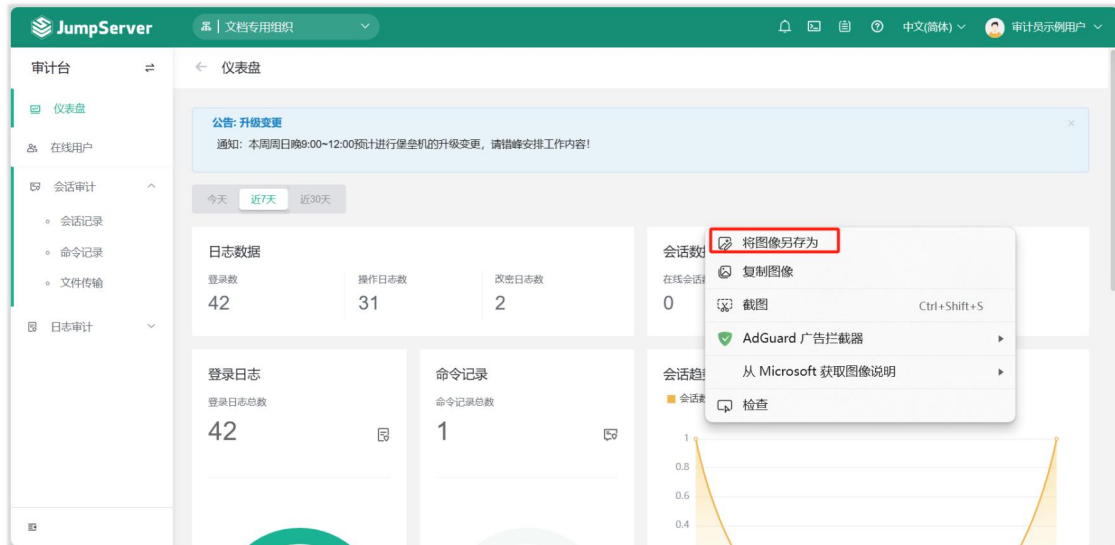 JumpServer
文档专用组织
中文(简体)
审计员示例用户
审计台
仪表盘
仪表盘
在线用户
会话审计
会话记录
命令记录
文件传输
日志审计
公告: 升级变更
通知：本周周日晚9:00~12:00预计进行堡垒机的升级变更，请错峰安排工作内容！
今天 近7天 近30天
日志数据
登录数
42
操作日志数
31
改密日志数
2
会话数
在线会话
0
将图像另存为
复制图像
截图 Ctrl+Shift+S
AdGuard 广告拦截器
从 Microsoft 获取图像说明
检查
登录日志
登录日志总数
42
命令记录
命令记录总数
1
会话趋
会话数
1
0.8
0.6
0.4